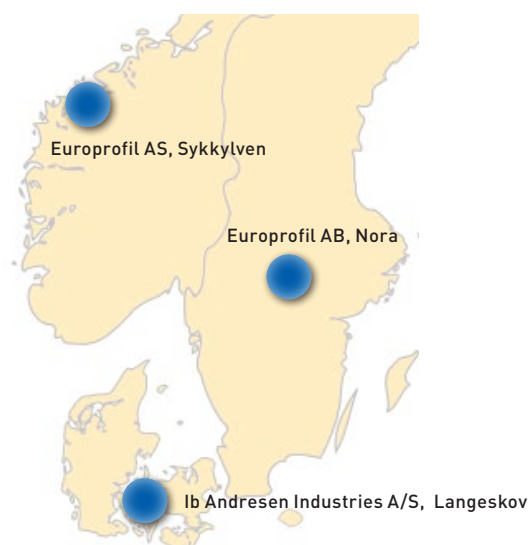 Europrofil AS, Sykkylven
Europrofil AB, Nora
Ib Andresen Industries A/S, Langeskov